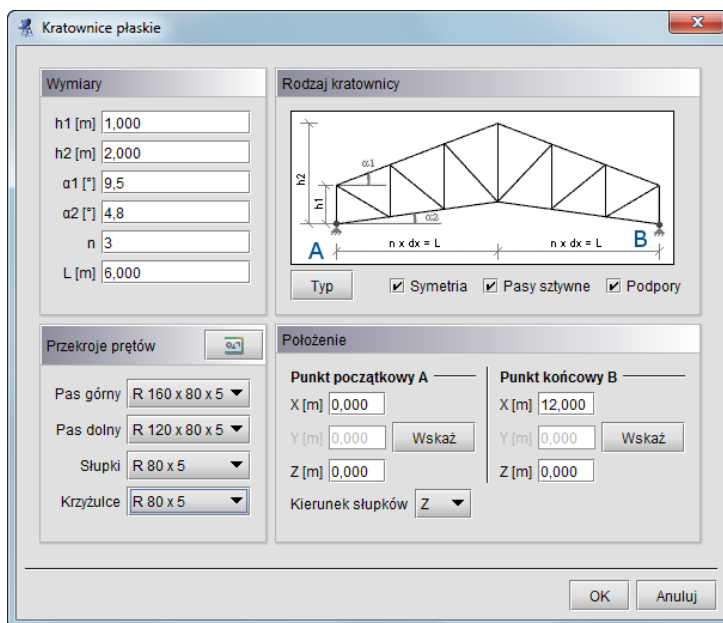 Kratownice płaskie
Wymiary
h1 [m] 1,000
h2 [m] 2,000
α1 [°] 9,5
α2 [°] 4,8
n 3
L [m] 6,000
Rodzaj kratownicy
h2
h1
α1
α2
A
n x dx = L
n x dx = L
B
Typ
Symetria
Pasy sztywne
Podpory
Przekroje prętów
Pas górny R 160 x 80 x 5
Pas dolny R 120 x 80 x 5
Słupki R 80 x 5
Krzyżulce R 80 x 5
Położenie
Punkt początkowy A
X [m] 0,000
Y [m] 0,000 Wskaż
Z [m] 0,000
Kierunek słupków Z
Punkt końcowy B
X [m] 12,000
Y [m] 0,000 Wskaż
Z [m] 0,000
OK
Anuluj